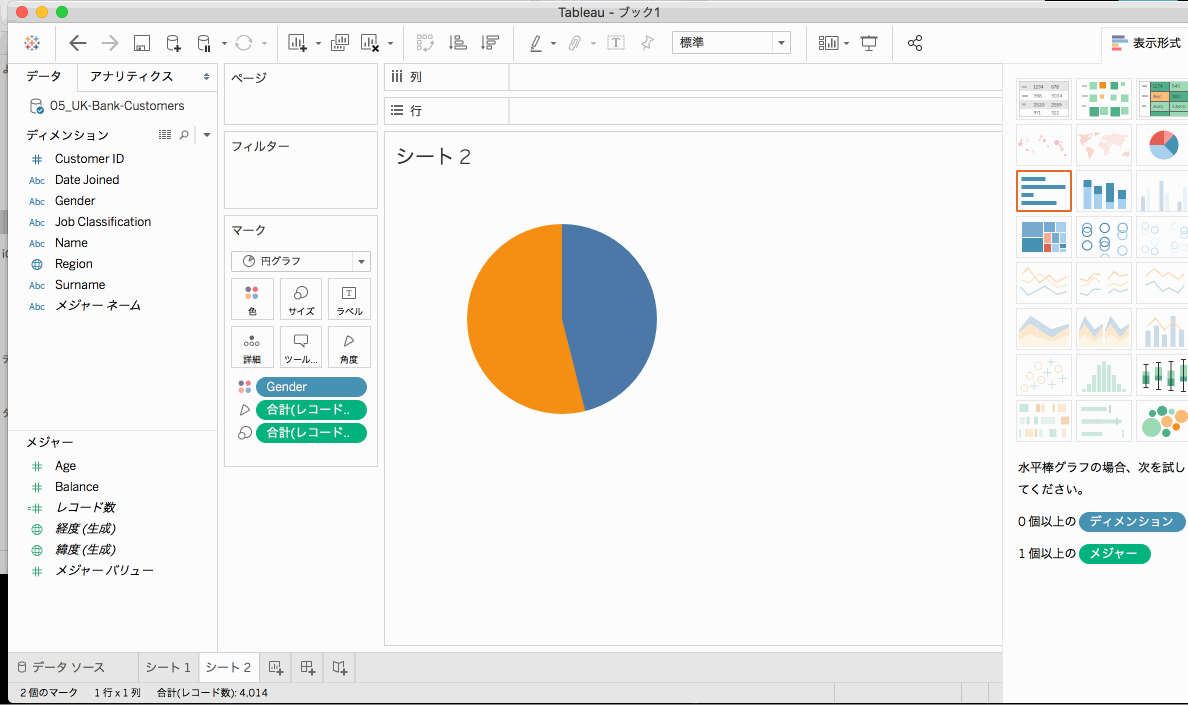 Tableau - ブック1
標準
表示形式
データ
アナリティクス
05_UK-Bank-Customers
ディメンション
Customer ID
Abc Date Joined
Abc Gender
Abc Job Classification
Abc Name
Region
Abc Surname
Abc メジャー ネーム
メジャー
Age
Balance
レコード数
経度 (生成)
緯度 (生成)
メジャー バリュー
ページ
フィルター
マーク
円グラフ
色
サイズ
ラベル
詳細
ツール...
角度
Gender
合計(レコード..
合計(レコード..
列
行
シート 2
水平棒グラフの場合、次を試し
てください。
0 個以上の ディメンション
1 個以上の メジャー
データ ソース
シート 1
シート 2
2 個のマーク
1 行 x 1 列
合計(レコード数): 4,014